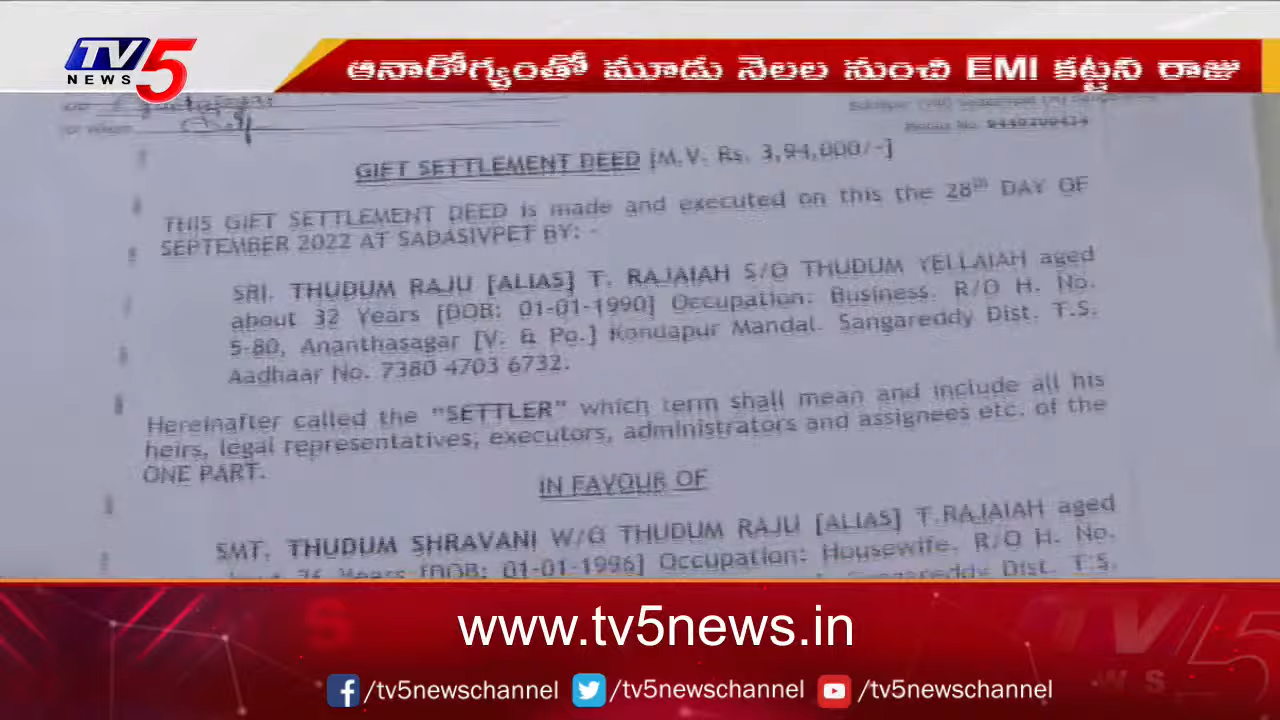 TV5
NEWS
అనారోగ్యంతో మూడు నెలల నుంచి EMI కట్టని రాజు
GIFT SETTLEMENT DEED [M.V. Rs. 3,94,000/-]
THIS GIFT SETTLEMENT DEED is made and executed on this the 28th DAY OF
SEPTEMBER 2022 AT SADASIVPET BY: -
SRI. THUDUM RAJU [ALIAS] T. RAJAIAH S/O THUDUM YELLAIAH aged
about 32 Years [DOB: 01-01-1990] Occupation: Business. R/O H. No.
5-80, Ananthasagar [V. & Po.] Kondapur Mandal. Sangareddy Dist. T.S.
Aadhaar No. 7380 4703 6732.
Hereinafter called the "SETTLER" which term shall mean and include all his
heirs, legal representatives, executors, administrators and assignees etc. of the
ONE PART.
IN FAVOUR OF
SMT. THUDUM SHRAVANI W/O THUDUM RAJU [ALIAS] T.RAJAIAH aged
Years [DOB: 01-01-1996] Occupation: Housewife. R/O H. No.
Sangareddy Dist. T.S.
www.tv5news.in
/tv5newschannel /tv5newschannel /tv5newschannel